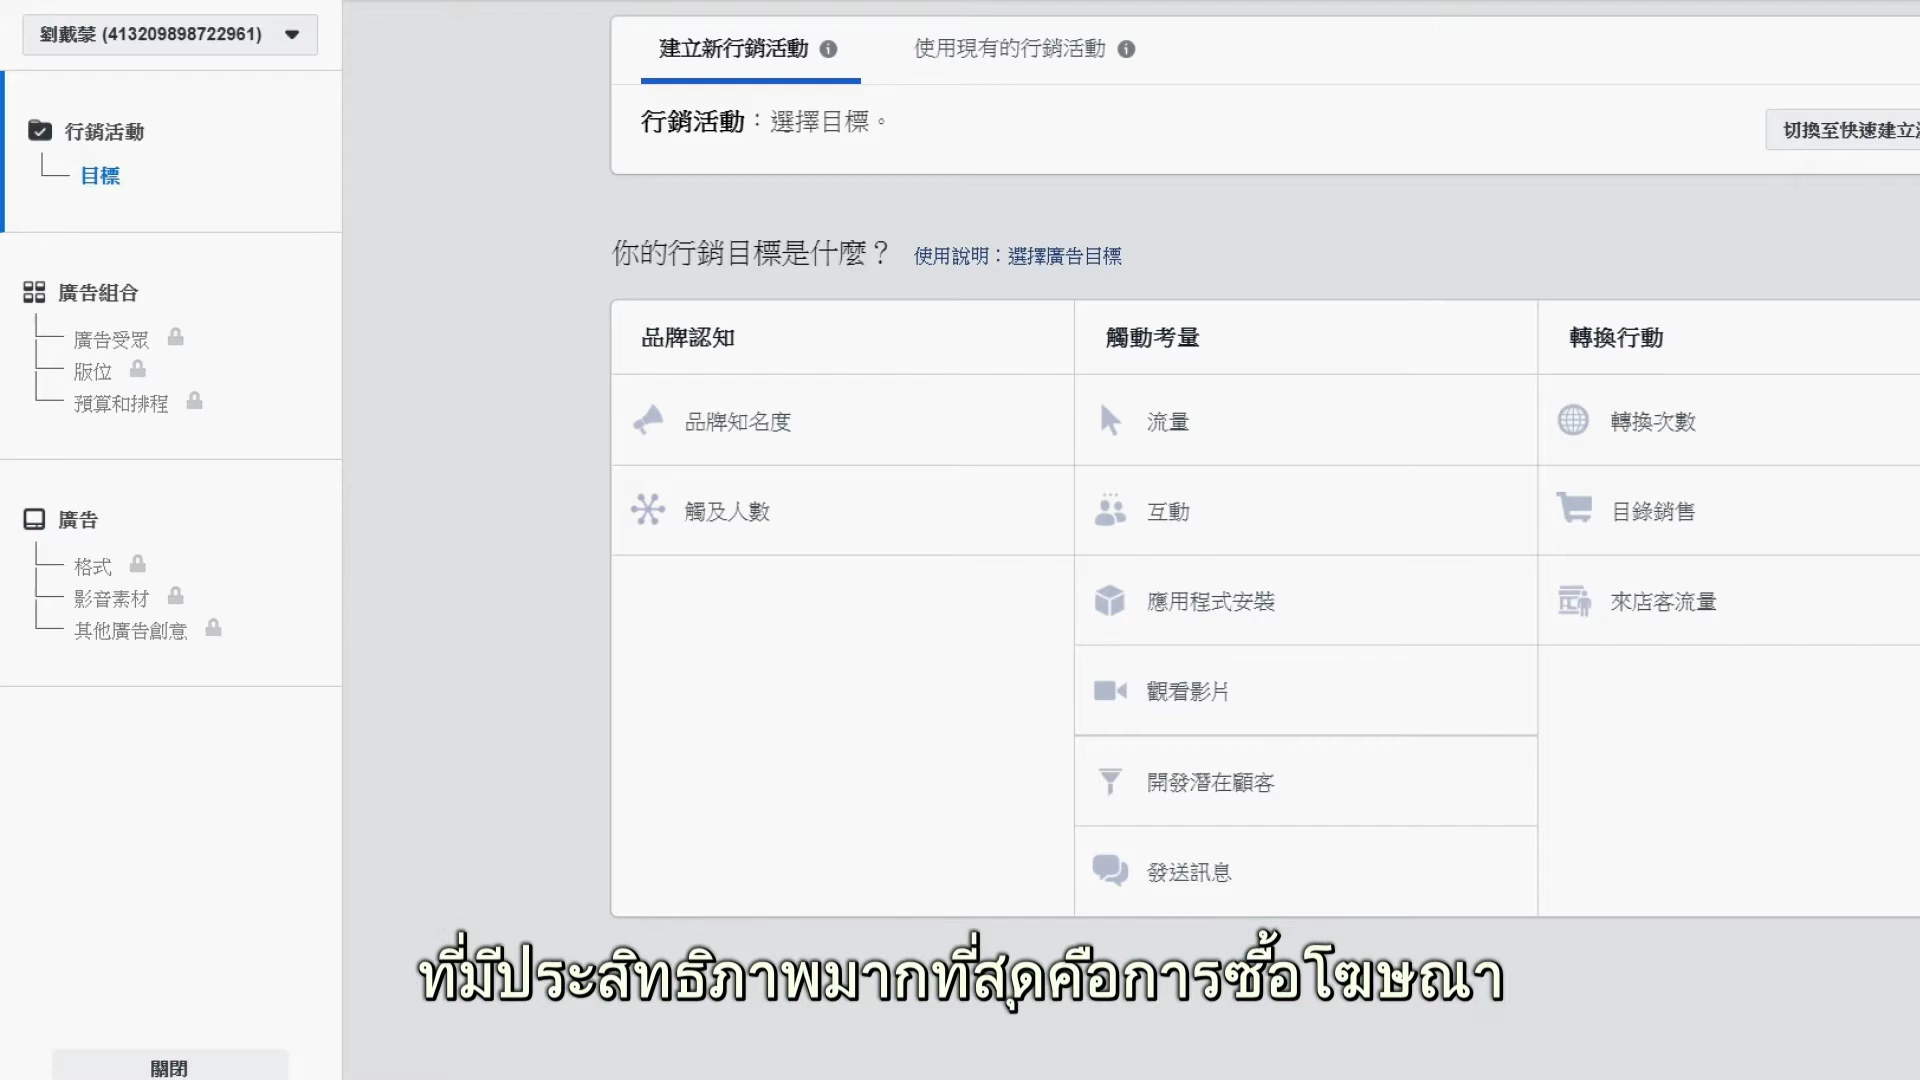 劉戴蒙 (413209898722961)
行銷活動
目標
廣告組合
廣告受眾
版位
預算和排程
廣告
格式
影音素材
其他廣告創意
關閉
建立新行銷活動
使用現有的行銷活動
行銷活動：選擇目標。
切換至快速建立
你的行銷目標是什麼？ 使用說明：選擇廣告目標
品牌認知
觸動考量
轉換行動
品牌知名度
流量
轉換次數
觸及人數
互動
目錄銷售
應用程式安裝
來店客流量
觀看影片
開發潛在顧客
發送訊息
ที่มีประสิทธิภาพมากที่สุดคือการซื้อโฆษณา